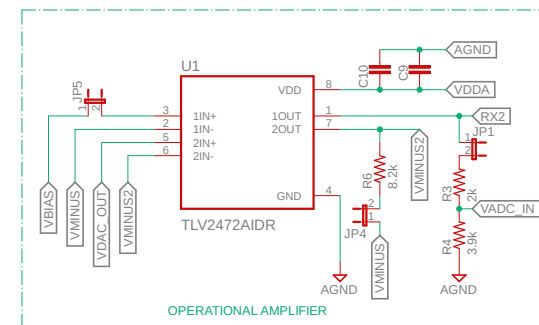 AGND
U1
C10
C9
JP5
VDD
8
VDDA
1
2
3
1IN+
1OUT
1
RX2
2
1IN-
2OUT
7
JP1
5
2IN+
1
6
2IN-
2
R6
8.2k
VMINUS2
R3
2k
VBIAS
VMINUS
VDAC_OUT
VMINUS2
GND
4
2
1
VADC_IN
TLV2472AIDR
JP4
R4
3.9k
VMINUS
AGND
AGND
OPERATIONAL AMPLIFIER